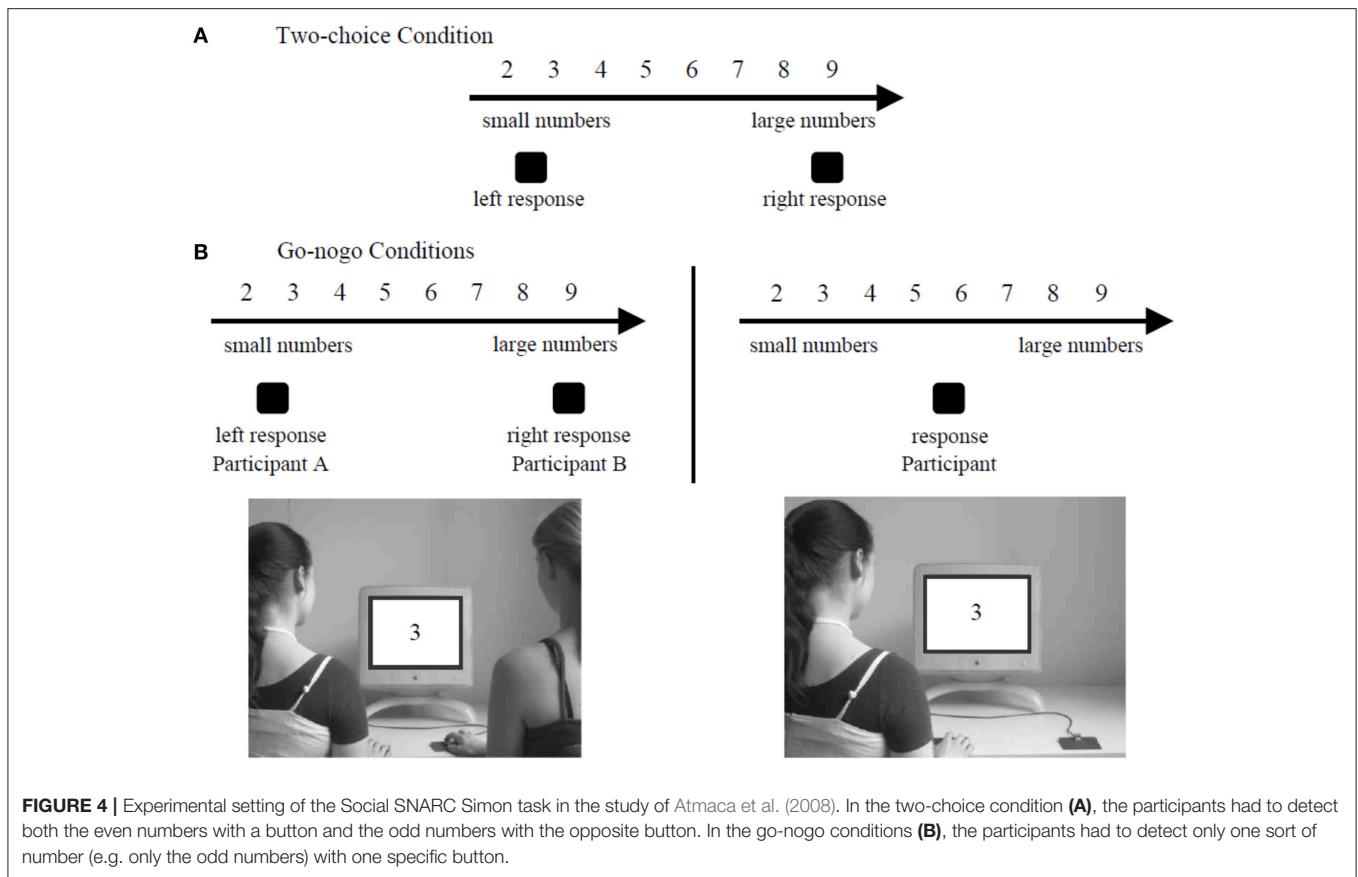 A Two-choice Condition
2 3 4 5 6 7 8 9
small numbers large numbers
left response right response
B Go-nogo Conditions
2 3 4 5 6 7 8 9
small numbers large numbers
left response right response
Participant A Participant B
3
2 3 4 5 6 7 8 9
small numbers large numbers
response
Participant
3
FIGURE 4 | Experimental setting of the Social SNARC Simon task in the study of Atmaca et al. (2008). In the two-choice condition (A), the participants had to detect
both the even numbers with a button and the odd numbers with the opposite button. In the go-nogo conditions (B), the participants had to detect only one sort of
number (e.g. only the odd numbers) with one specific button.